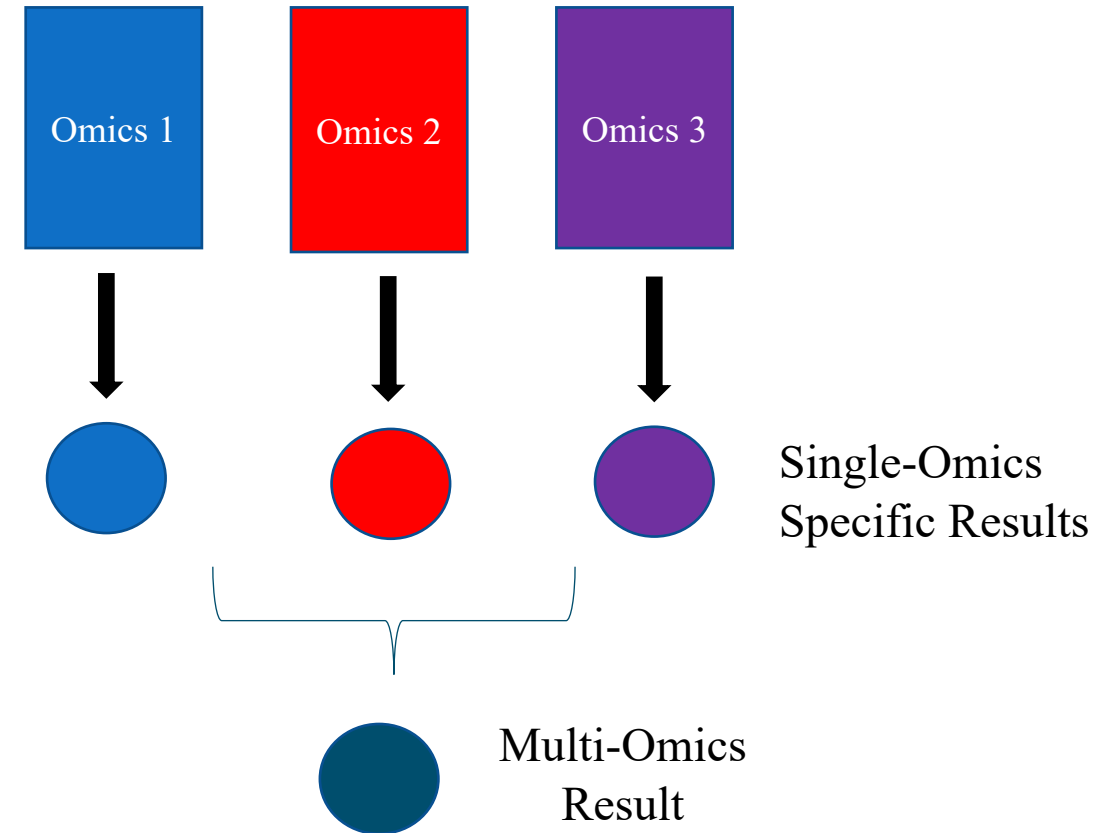 Omics 1
Omics 2
Omics 3
Single-Omics
Specific Results
Multi-Omics
Result